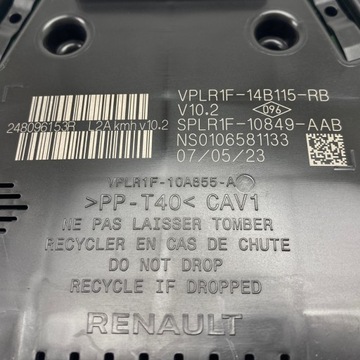 VPLR1F-14B115-RB
V10.2 <096>
SPLR1F-10849-AAB
NS0106581133
07/05/23
248096153R L2A kmh v10.2
VPLR1F-10A855-A
>PP-T40< CAV1
NE PAS LAISSER TOMBER
RECYCLER EN CAS DE CHUTE
DO NOT DROP
RECYCLE IF DROPPED
RENAULT